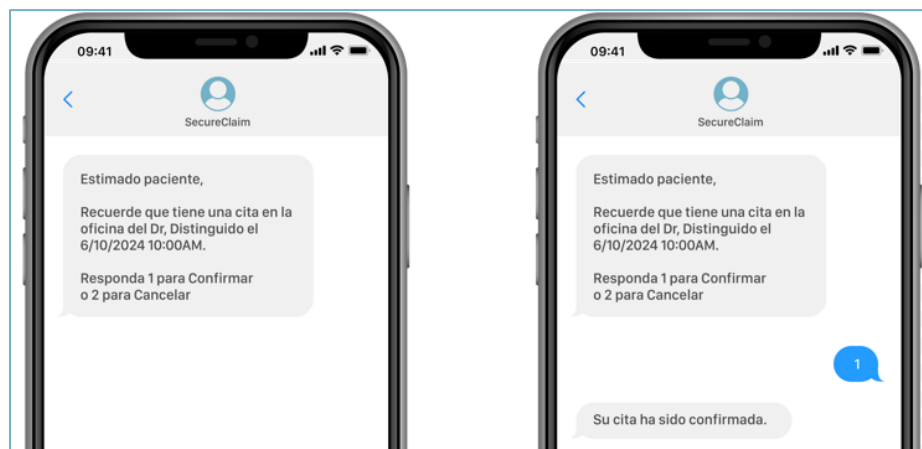 09:41
SecureClaim
Estimado paciente,
Recuerde que tiene una cita en la
oficina del Dr, Distinguido el
6/10/2024 10:00AM.
Responda 1 para Confirmar
o 2 para Cancelar
09:41
SecureClaim
Estimado paciente,
Recuerde que tiene una cita en la
oficina del Dr, Distinguido el
6/10/2024 10:00AM.
Responda 1 para Confirmar
o 2 para Cancelar
1
Su cita ha sido confirmada.